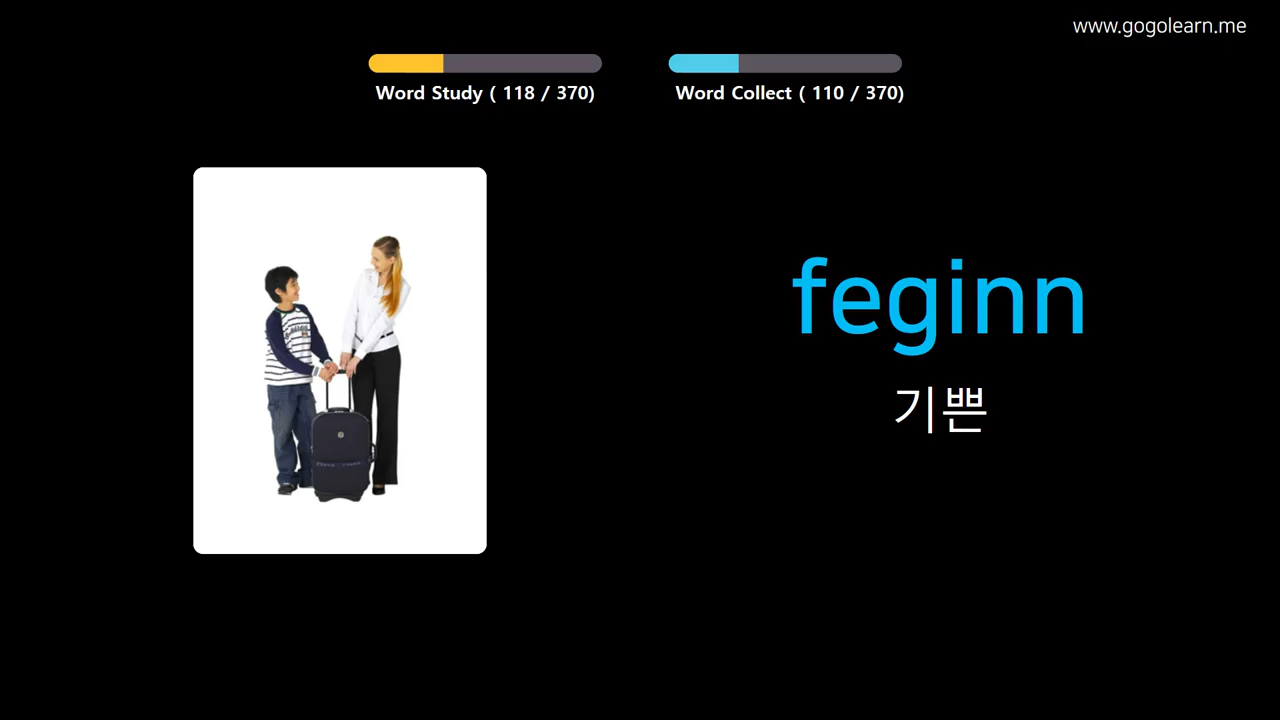 www.gogolearn.me
Word Study ( 118 / 370)
Word Collect ( 110 / 370)
feginn
기쁜